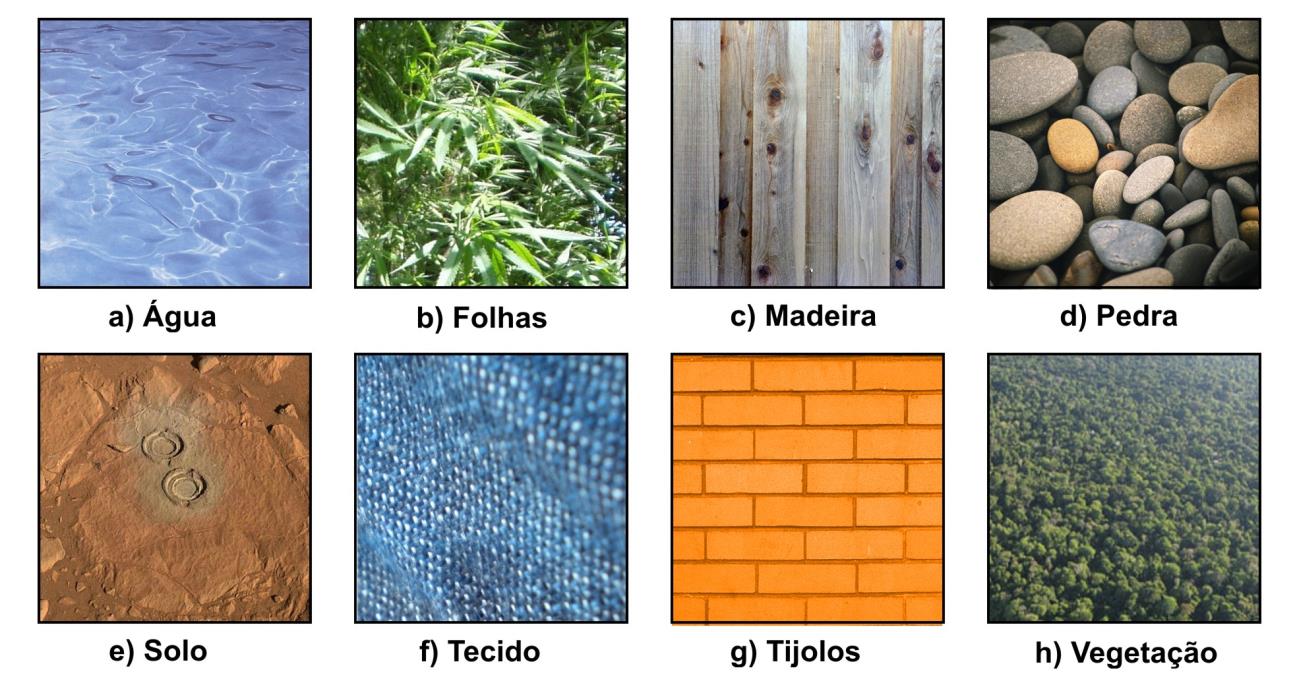 a) Água
b) Folhas
c) Madeira
d) Pedra
e) Solo
f) Tecido
g) Tijolos
h) Vegetação